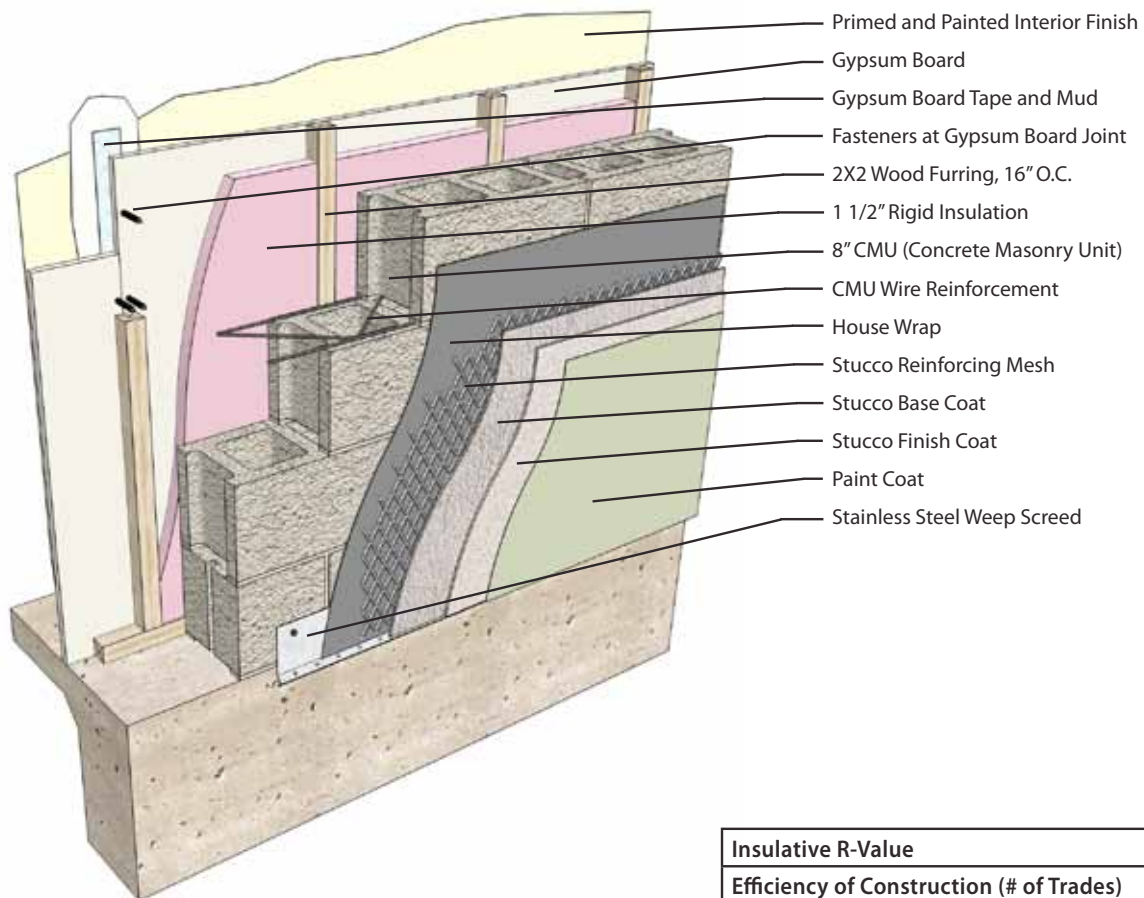 Primed and Painted Interior Finish
Gypsum Board
Gypsum Board Tape and Mud
Fasteners at Gypsum Board Joint
2X2 Wood Furring, 16” O.C.
1 1/2” Rigid Insulation
8” CMU (Concrete Masonry Unit)
CMU Wire Reinforcement
House Wrap
Stucco Reinforcing Mesh
Stucco Base Coat
Stucco Finish Coat
Paint Coat
Stainless Steel Weep Screed
Insulative R-Value
Efficiency of Construction (# of Trades)